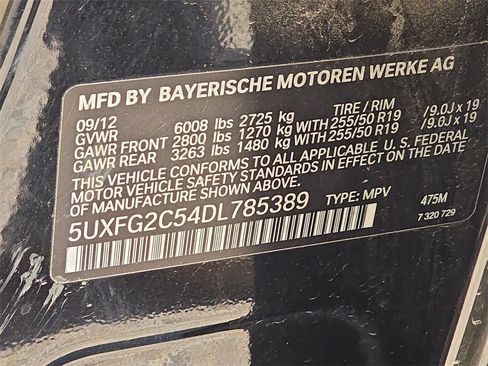 MFD BY BAYERISCHE MOTOREN WERKE AG
09/12 TIRE / RIM
GVWR 6008 lbs 2725 kg
GAWR FRONT 2800 lbs 1270 kg WITH 255/50 R19 /9.0J x 19
GAWR REAR 3263 lbs 1480 kg WITH 255/50 R19 /9.0J x 19
THIS VEHICLE CONFORMS TO ALL APPLICABLE U. S. FEDERAL
MOTOR VEHICLE SAFETY STANDARDS IN EFFECT ON THE DATE
OF MANUFACTURE SHOWN ABOVE.
5UXFG2C54DL785389 TYPE: MPV 475M
7 320 729